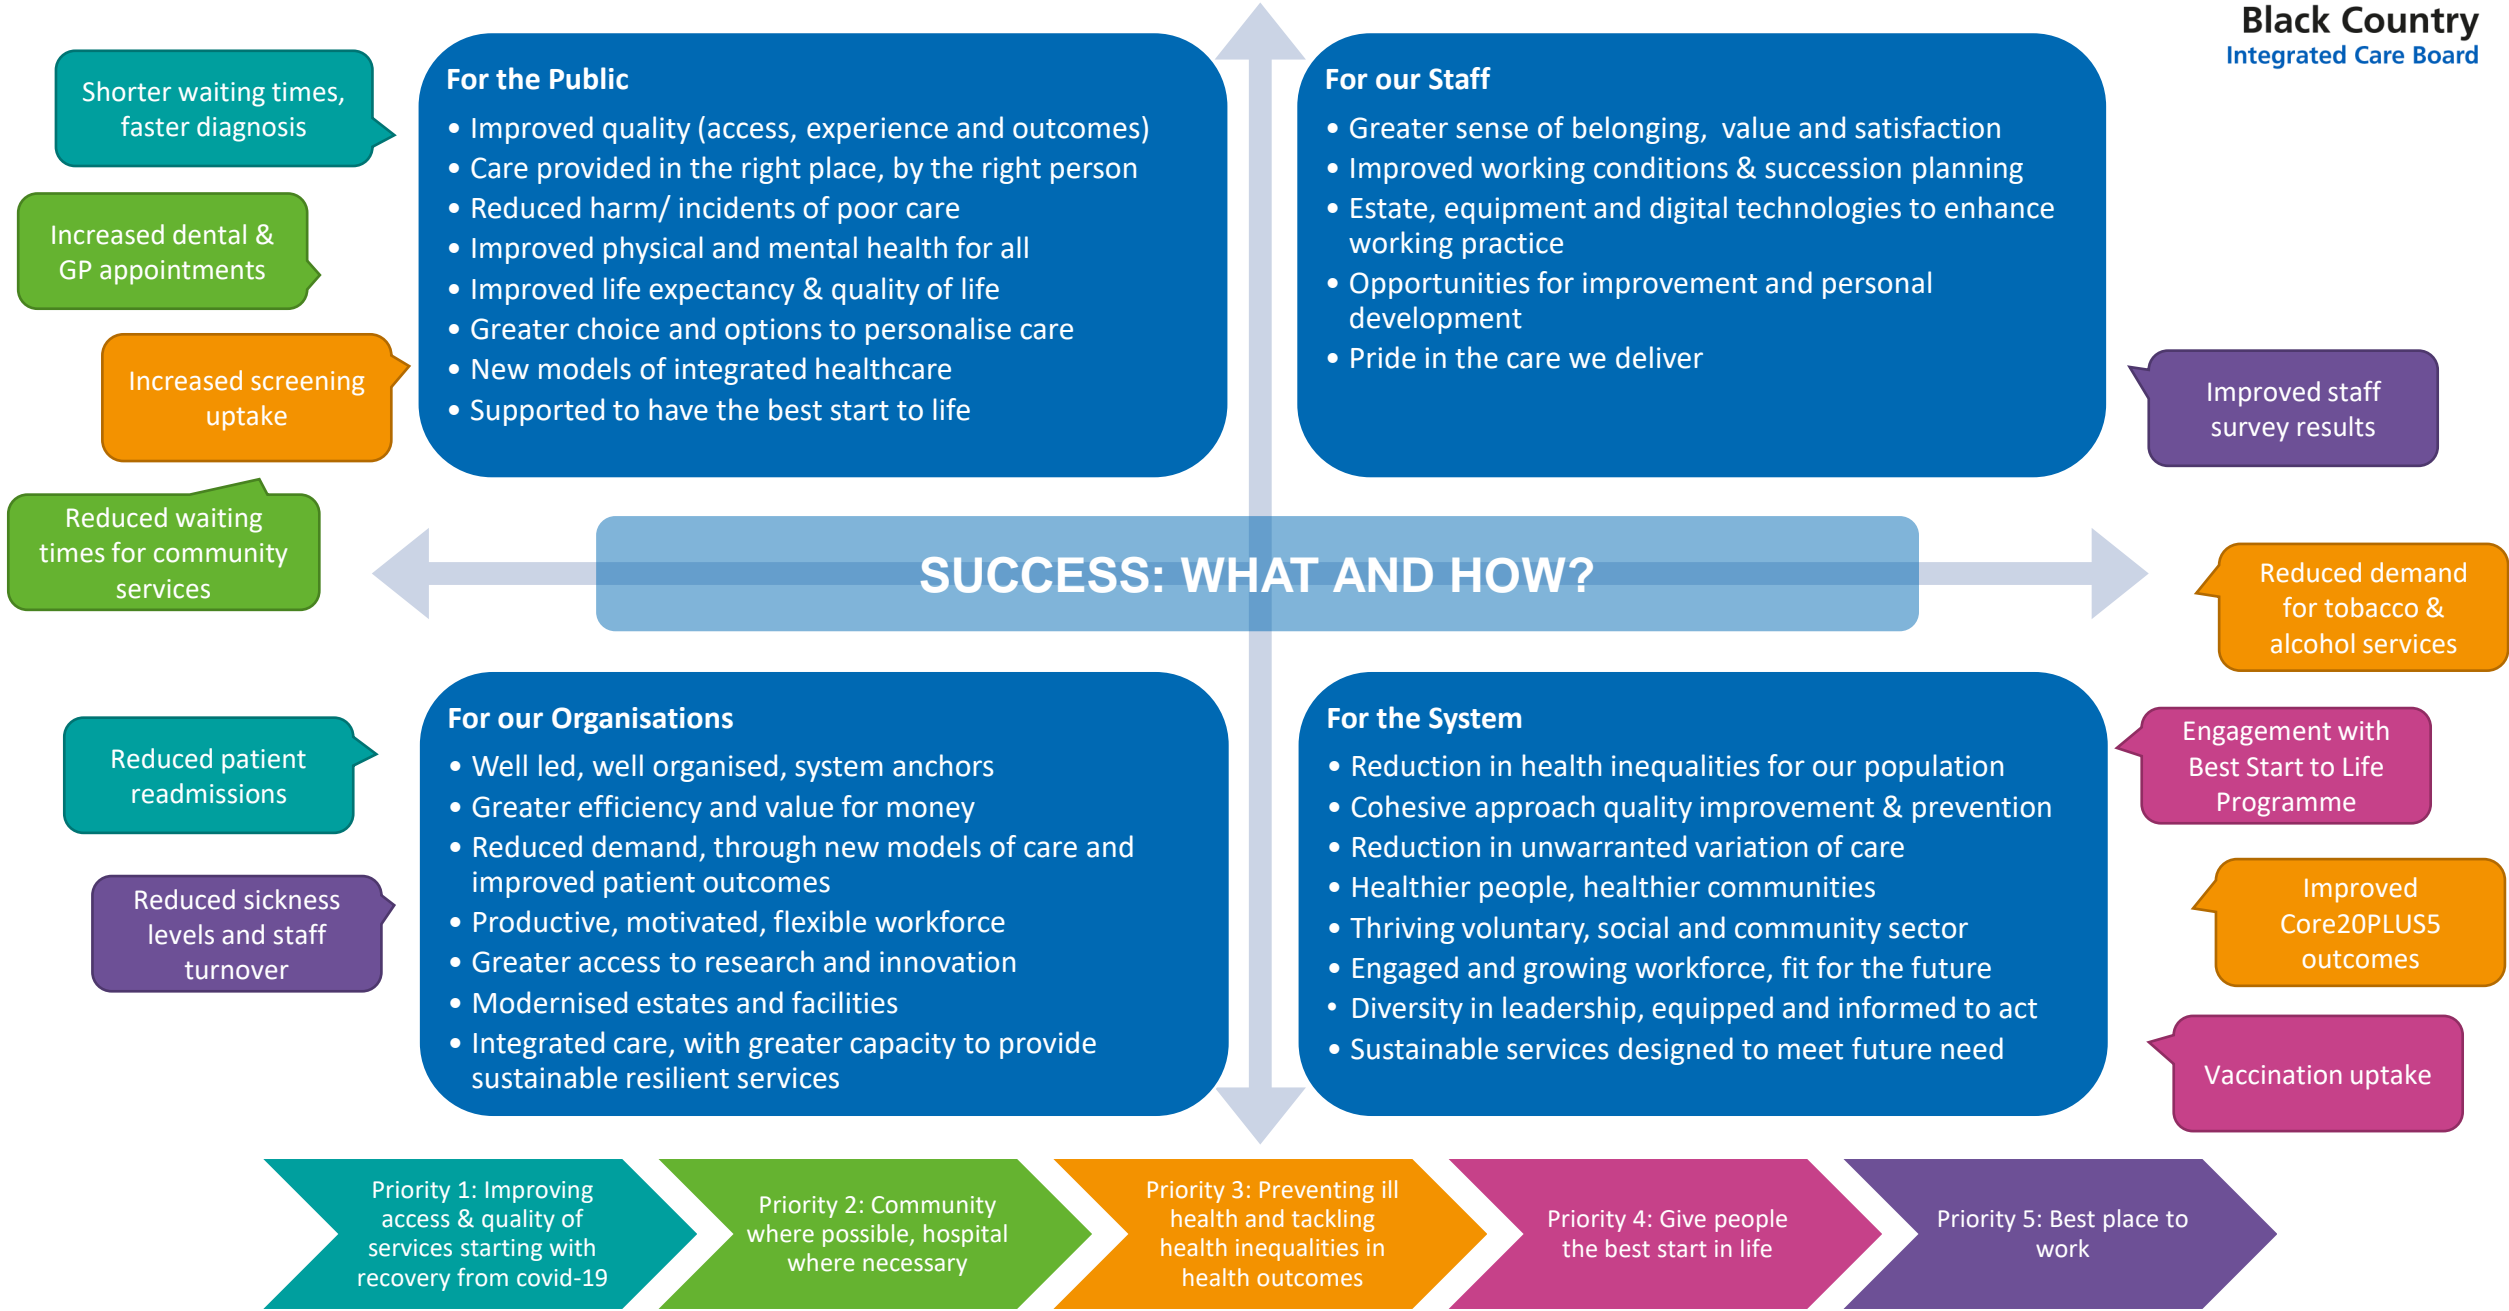 Black Country
Integrated Care Board
Shorter waiting times,
faster diagnosis
Increased dental &
GP appointments
Increased screening
uptake
Reduced waiting
times for community
services
For the Public
• Improved quality (access, experience and outcomes)
• Care provided in the right place, by the right person
• Reduced harm/ incidents of poor care
• Improved physical and mental health for all
• Improved life expectancy & quality of life
• Greater choice and options to personalise care
• New models of integrated healthcare
• Supported to have the best start to life
For our Staff
• Greater sense of belonging, value and satisfaction
• Improved working conditions & succession planning
• Estate, equipment and digital technologies to enhance
working practice
• Opportunities for improvement and personal
development
• Pride in the care we deliver
Improved staff
survey results
SUCCESS: WHAT AND HOW?
Reduced demand
for tobacco &
alcohol services
Reduced patient
readmissions
Reduced sickness
levels and staff
turnover
For our Organisations
• Well led, well organised, system anchors
• Greater efficiency and value for money
• Reduced demand, through new models of care and
improved patient outcomes
• Productive, motivated, flexible workforce
• Greater access to research and innovation
• Modernised estates and facilities
• Integrated care, with greater capacity to provide
sustainable resilient services
For the System
• Reduction in health inequalities for our population
• Cohesive approach quality improvement & prevention
• Reduction in unwarranted variation of care
• Healthier people, healthier communities
• Thriving voluntary, social and community sector
• Engaged and growing workforce, fit for the future
• Diversity in leadership, equipped and informed to act
• Sustainable services designed to meet future need
Engagement with
Best Start to Life
Programme
Improved
Core20PLUS5
outcomes
Vaccination uptake
Priority 1: Improving
access & quality of
services starting with
recovery from covid-19
Priority 2: Community
where possible, hospital
where necessary
Priority 3: Preventing ill
health and tackling
health inequalities in
health outcomes
Priority 4: Give people
the best start in life
Priority 5: Best place to
work